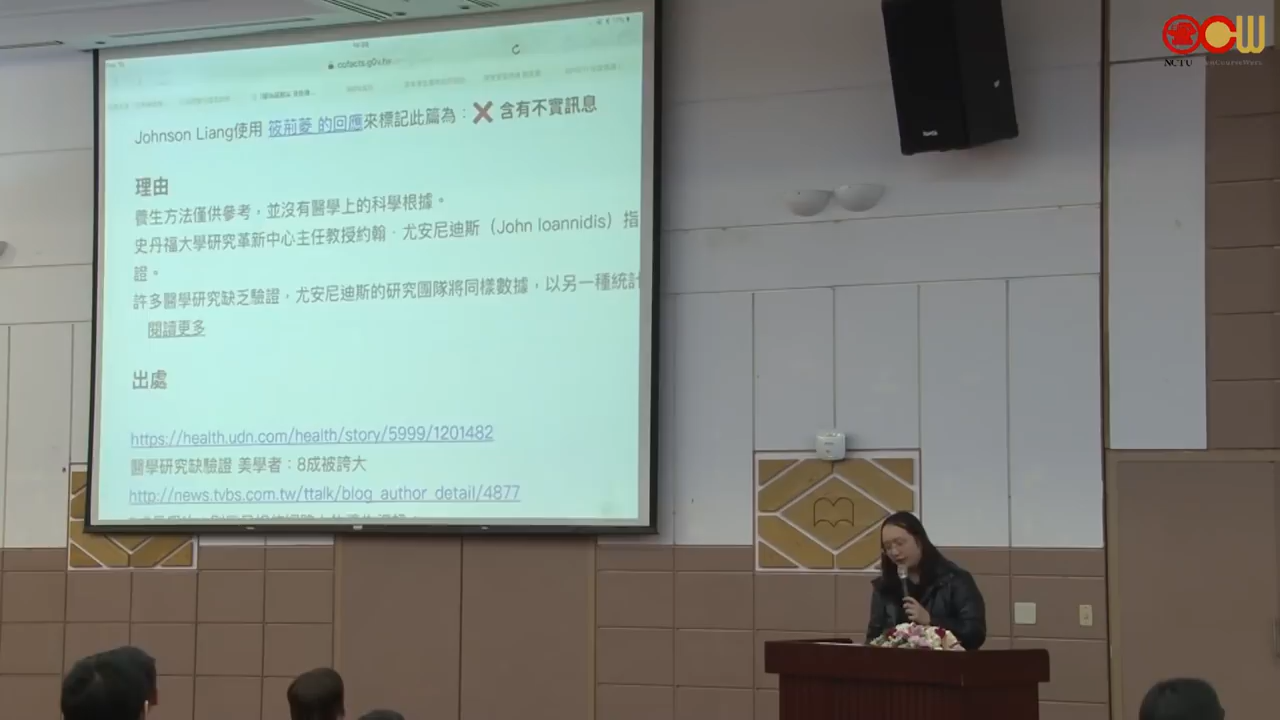 OCW
NCTU
cofacts.g0v.tw
Johnson Liang使用 筱荊菱 的回應來標記此篇為：❌ 含有不實訊息
理由
養生方法僅供參考，並沒有醫學上的科學根據。
史丹福大學研究革新中心主任教授約翰．尤安尼迪斯（John Ioannidis）指
證。
許多醫學研究缺乏驗證，尤安尼迪斯的研究團隊將同樣數據，以另一種統計
閱讀更多
出處
https://health.udn.com/health/story/5999/1201482
醫學研究缺驗證 美學者：8成被誇大
http://news.tvbs.com.tw/ttalk/blog_author_detail/4877